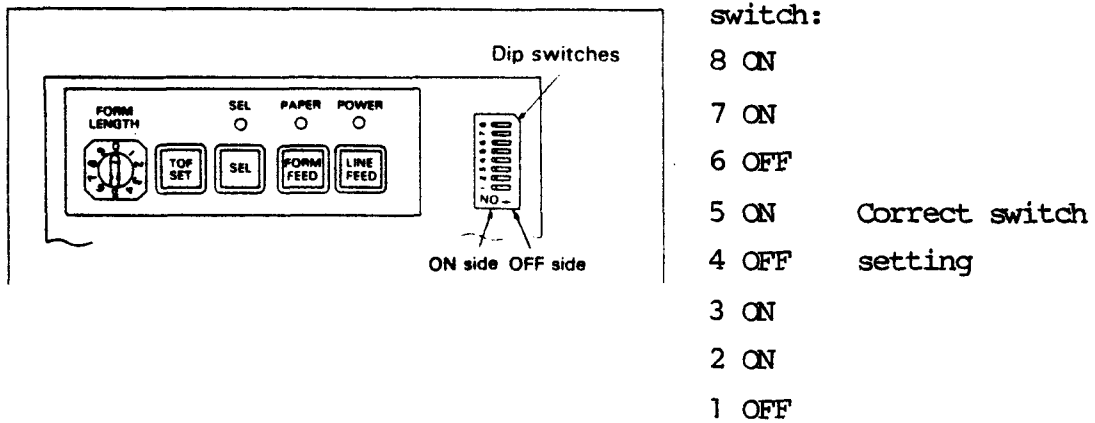 Dip switches
FORM
LENGTH
SEL PAPER POWER
TOF
SET
SEL
FORM
FEED
LINE
FEED
ON side OFF side
switch:
8 ON
7 ON
6 OFF
5 ON Correct switch
4 OFF setting
3 ON
2 ON
1 OFF